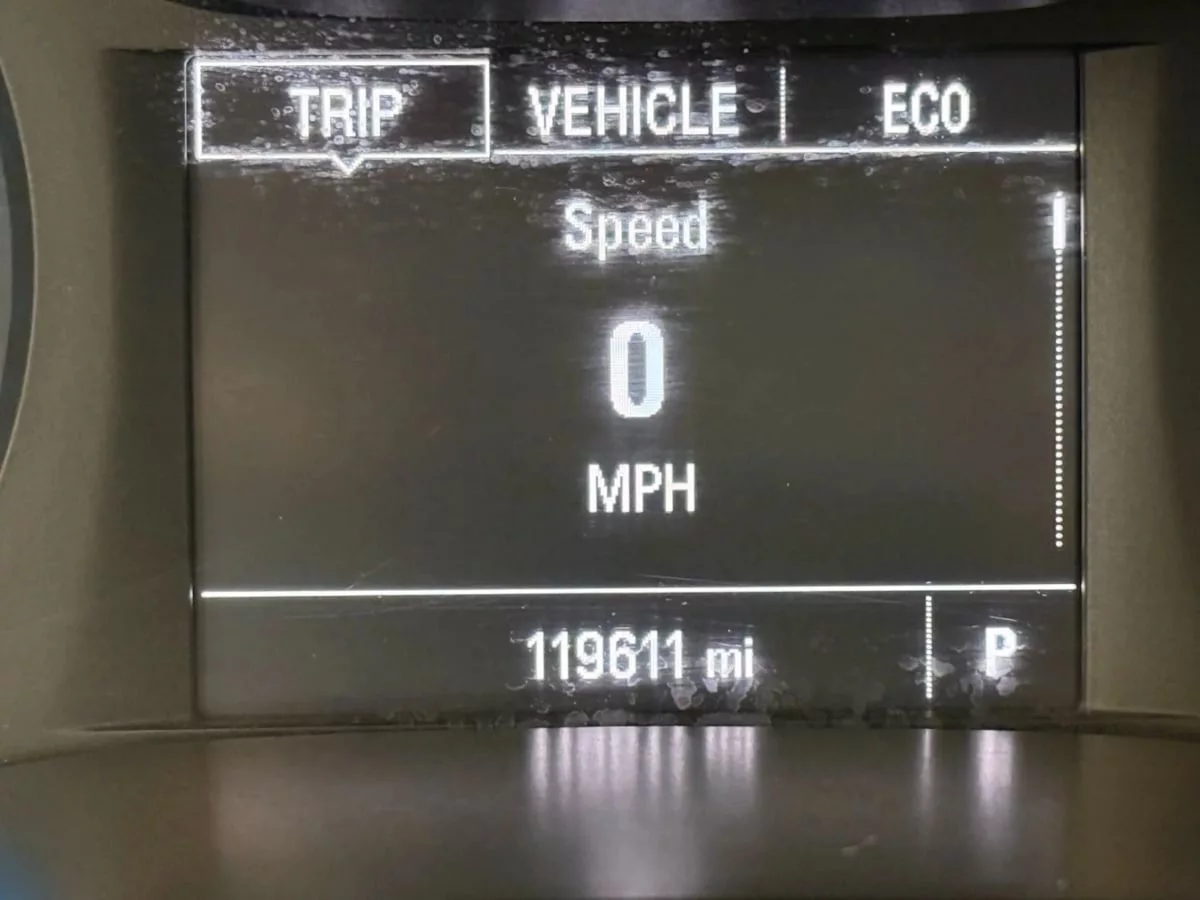 TRIP VEHICLE ECO
Speed
0
MPH
119611 mi P